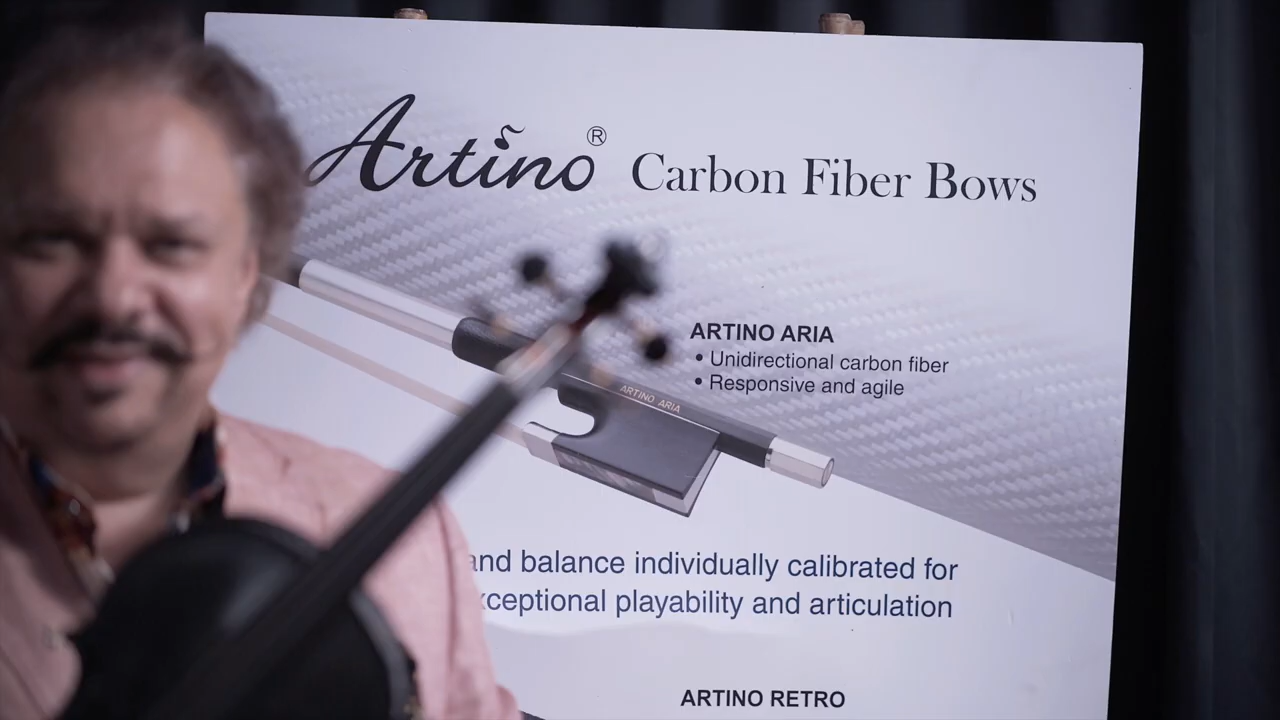 Artino® Carbon Fiber Bows
ARTINO ARIA
• Unidirectional carbon fiber
• Responsive and agile
ARTINO ARIA
and balance individually calibrated for
xceptional playability and articulation
ARTINO RETRO